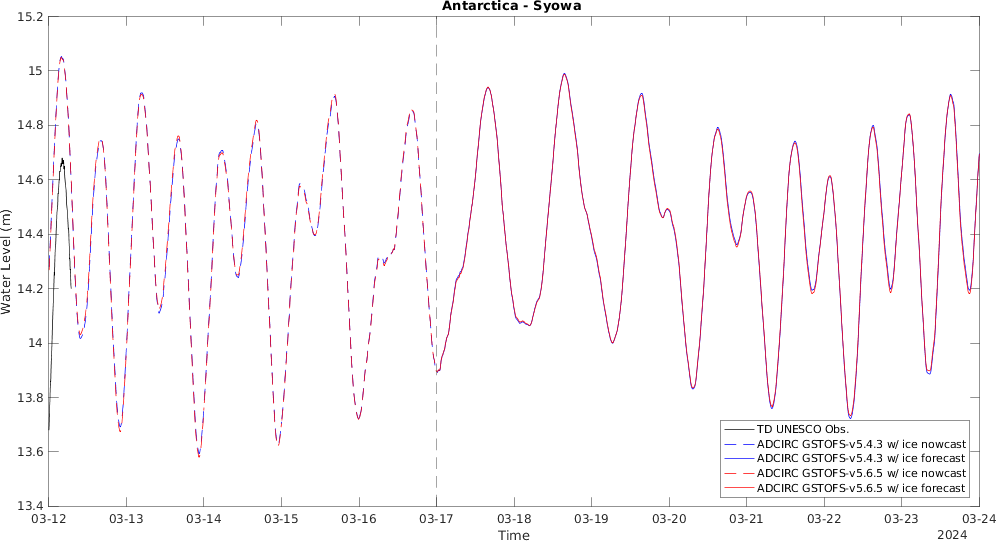 Antarctica - Syowa
15.2
15
14.8
14.6
14.4
14.2
14
13.8
13.6
13.4
Water Level (m)
03-12 03-13 03-14 03-15 03-16 03-17 03-18 03-19 03-20 03-21 03-22 03-23 03-24
Time
2024
TD UNESCO Obs.
ADCIRC GSTOFS-v5.4.3 w/ ice nowcast
ADCIRC GSTOFS-v5.4.3 w/ ice forecast
ADCIRC GSTOFS-v5.6.5 w/ ice nowcast
ADCIRC GSTOFS-v5.6.5 w/ ice forecast